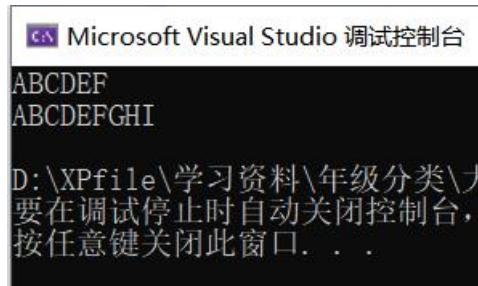 Microsoft Visual Studio 调试控制台
ABCDEF
ABCDEFGHI
D:\XPfile\学习资料\年级分类\
要在调试停止时自动关闭控制台，
按任意键关闭此窗口. . .